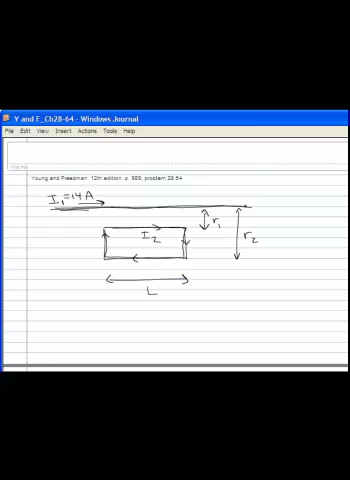 Y and F_Ch28-64 - Windows Journal
File Edit View Insert Actions Tools Help
Young and Freedman: 12th edition, p. 989, problem 28.64
I₁=14A
r₁
I₂
r₂
L